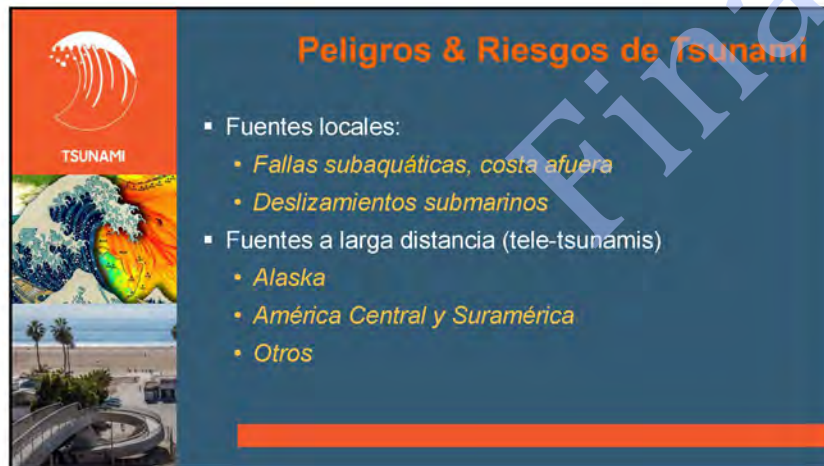 Peligros & Riesgos de Tsunami
TSUNAMI
▪ Fuentes locales:
• Fallas subaquáticas, costa afuera
• Deslizamientos submarinos
▪ Fuentes a larga distancia (tele-tsunamis)
• Alaska
• América Central y Suramérica
• Otros
Fina